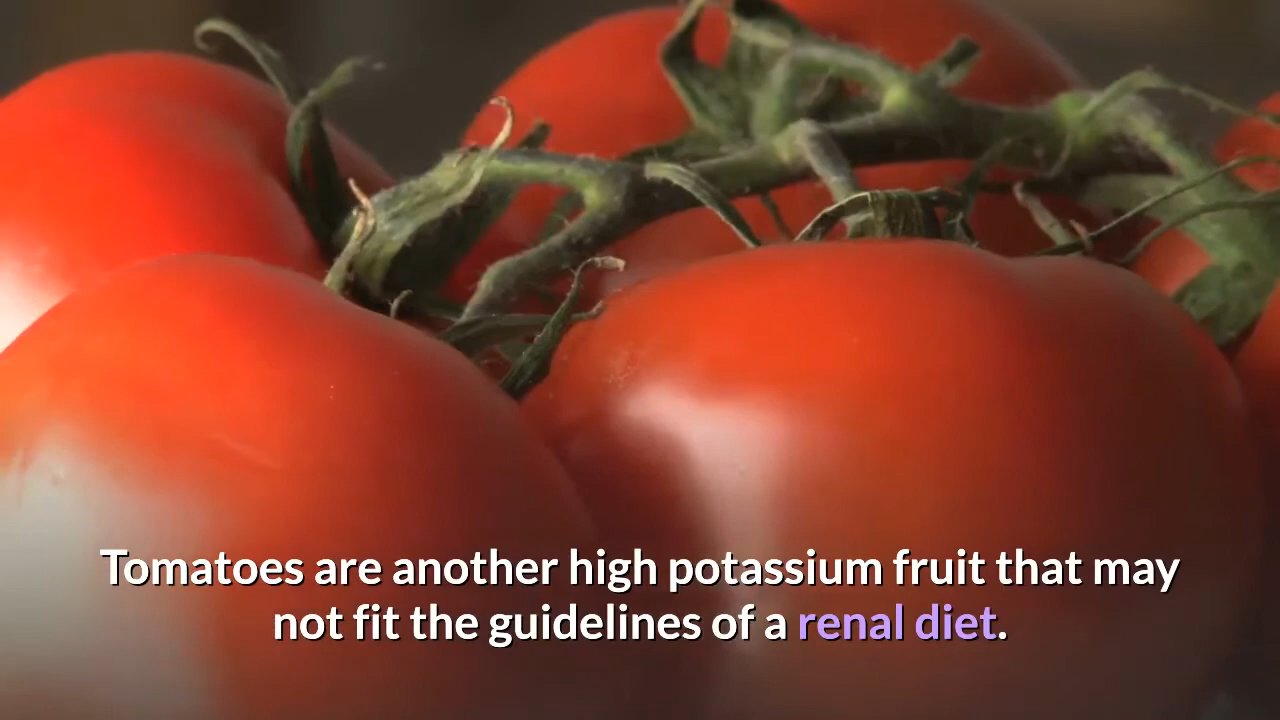 Tomatoes are another high potassium fruit that may
not fit the guidelines of a renal diet.